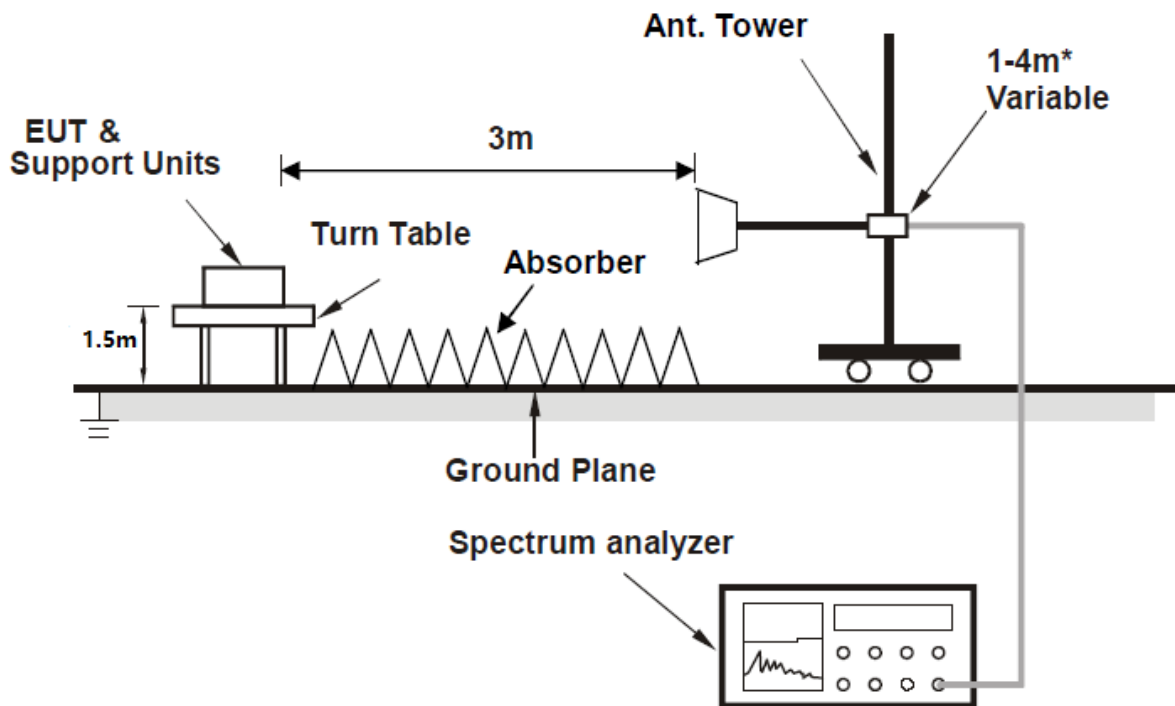 Ant. Tower
1-4m*
Variable
EUT &
Support Units
3m
Turn Table
Absorber
1.5m
Ground Plane
Spectrum analyzer